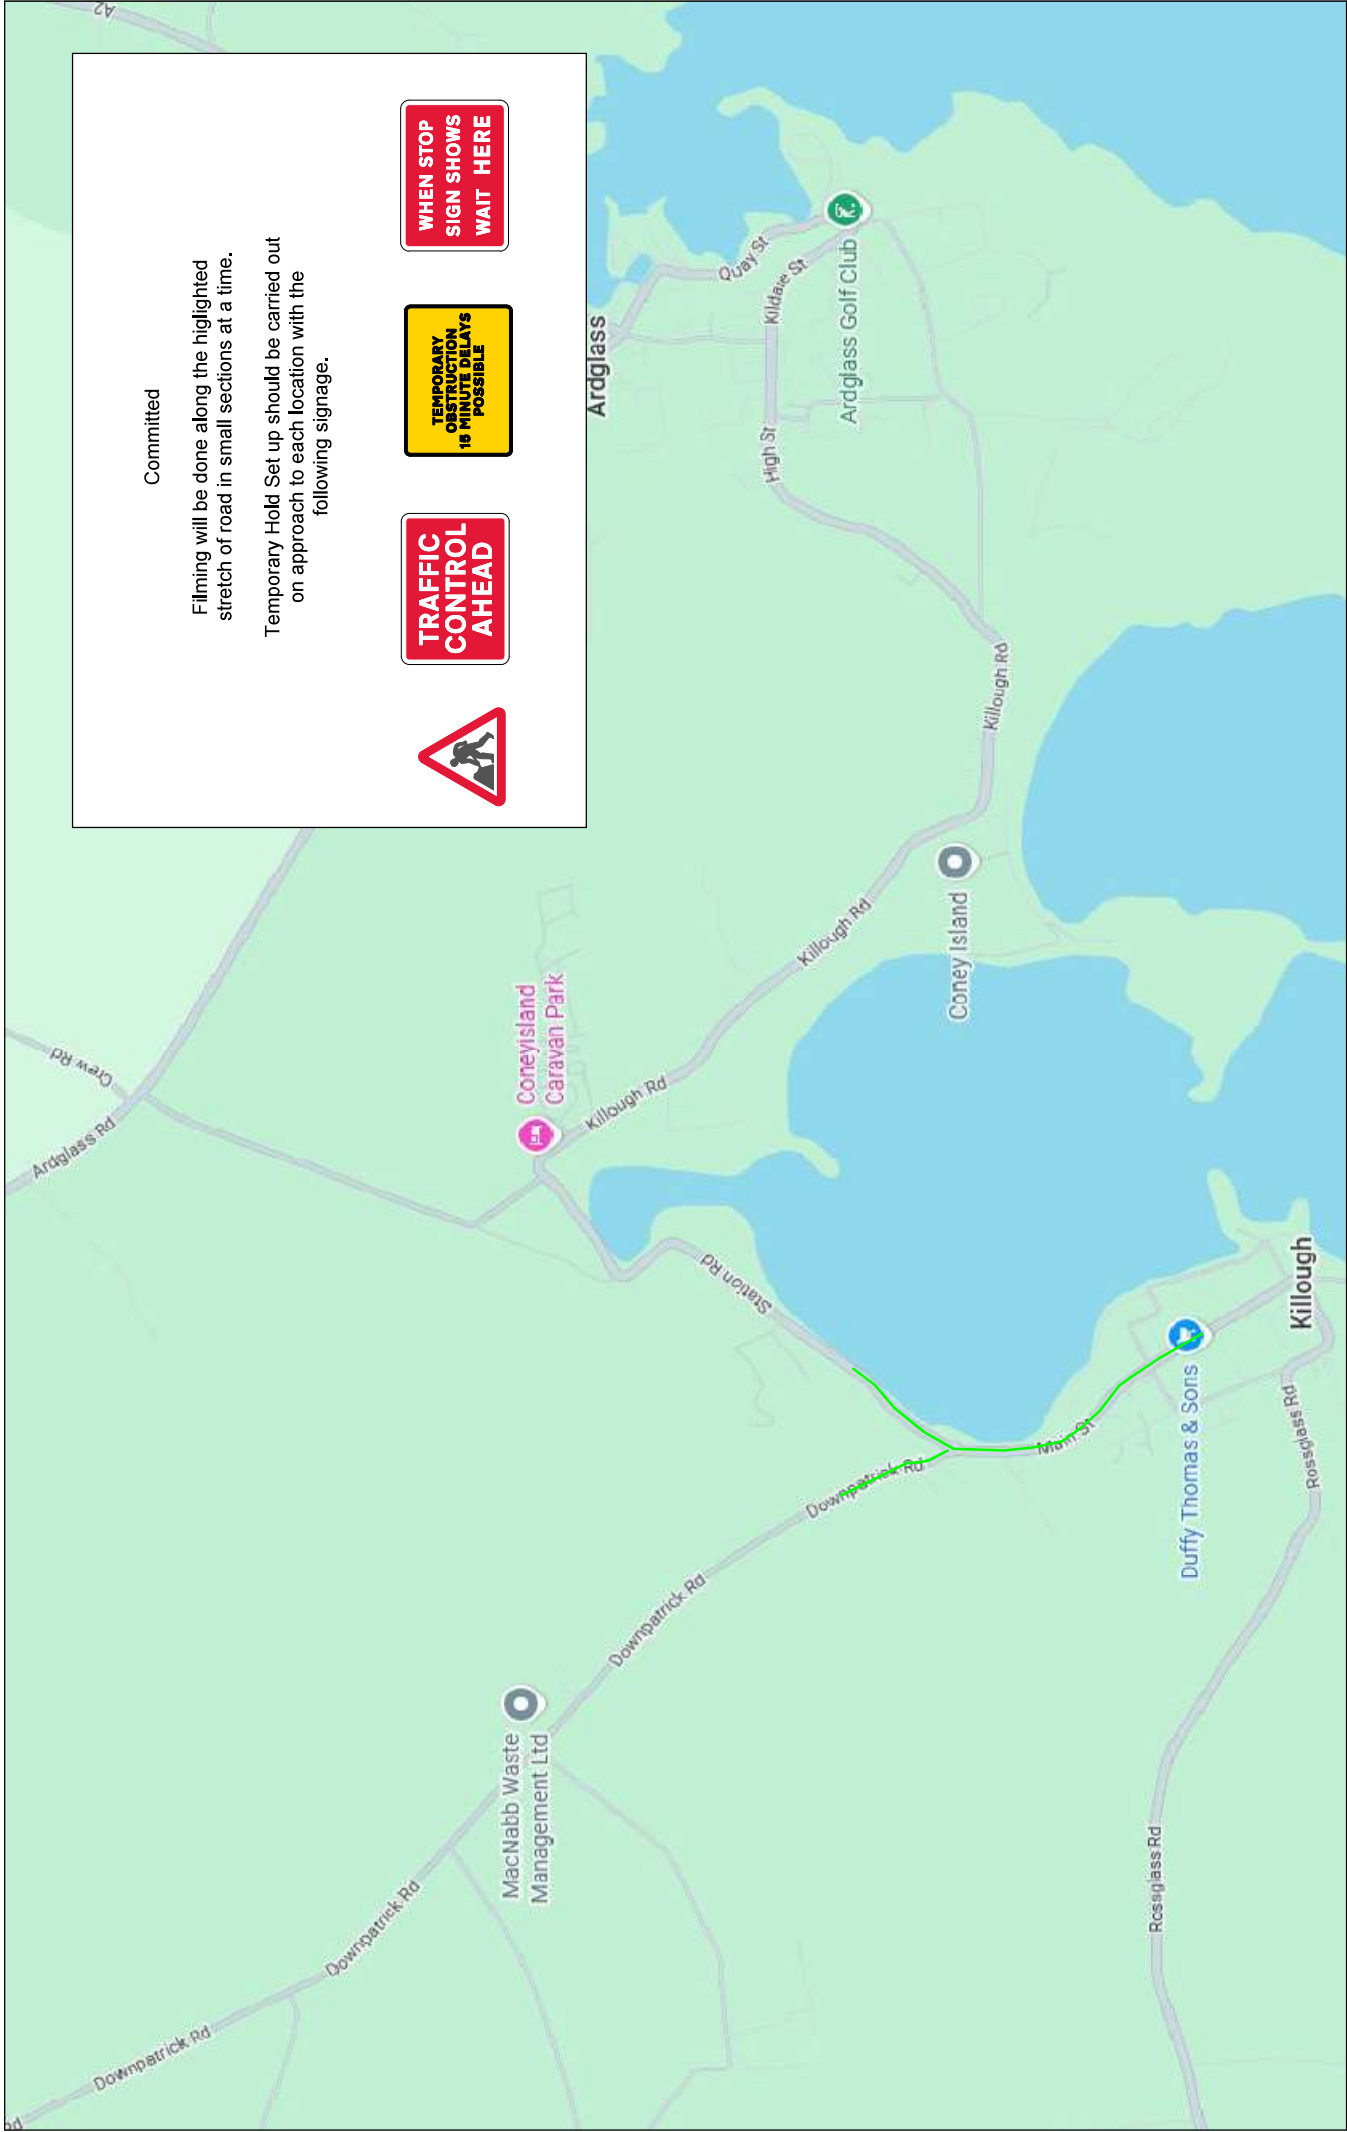 Committed
Filming will be done along the higlighted
stretch of road in small sections at a time.
Temporary Hold Set up should be carried out
on approach to each location with the
following signage.
TRAFFIC
CONTROL
AHEAD
TEMPORARY
OBSTRUCTION
15 MINUTE DELAYS
POSSIBLE
WHEN STOP
SIGN SHOWS
WAIT HERE
Rd
Downpatrick Rd
Downpatrick Rd
MacNabb Waste
Management Ltd
Downpatrick Rd
Downpatrick Rd
Ardglass Rd
Crew Rd
A2
Coneyisland
Caravan Park
Killough Rd
Station Rd
Killough Rd
Coney Island
Killough Rd
Ardglass
Quay St
Kildare St
High St
Ardglass Golf Club
Main St
Duffy Thomas & Sons
Killough
Rossglass Rd
Rossglass Rd